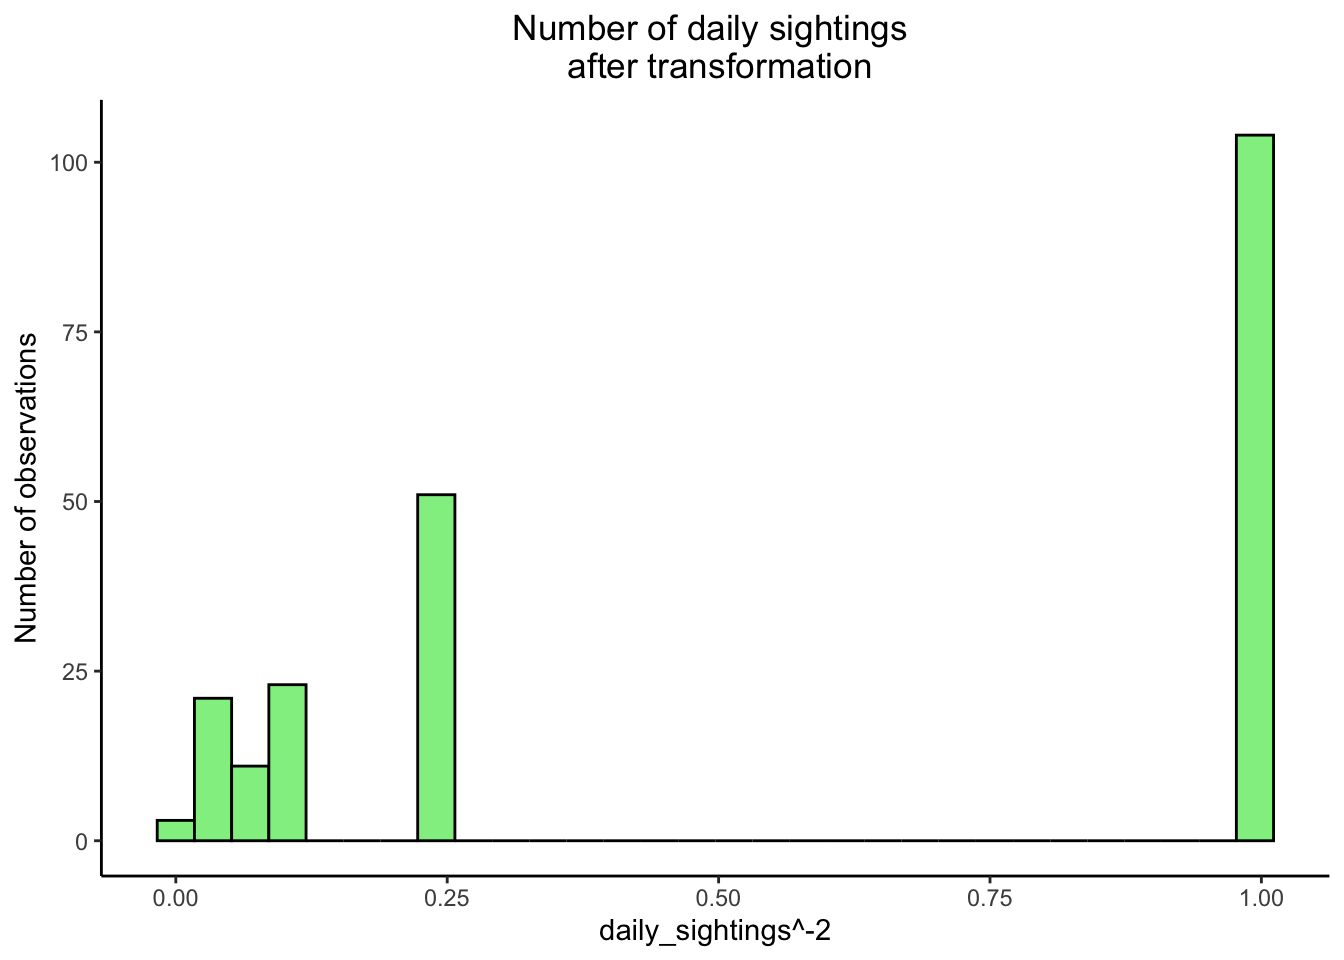 Number of daily sightings
after transformation
Number of observations
100
75
50
25
0
0.00
0.25
0.50
0.75
1.00
daily_sightings^-2